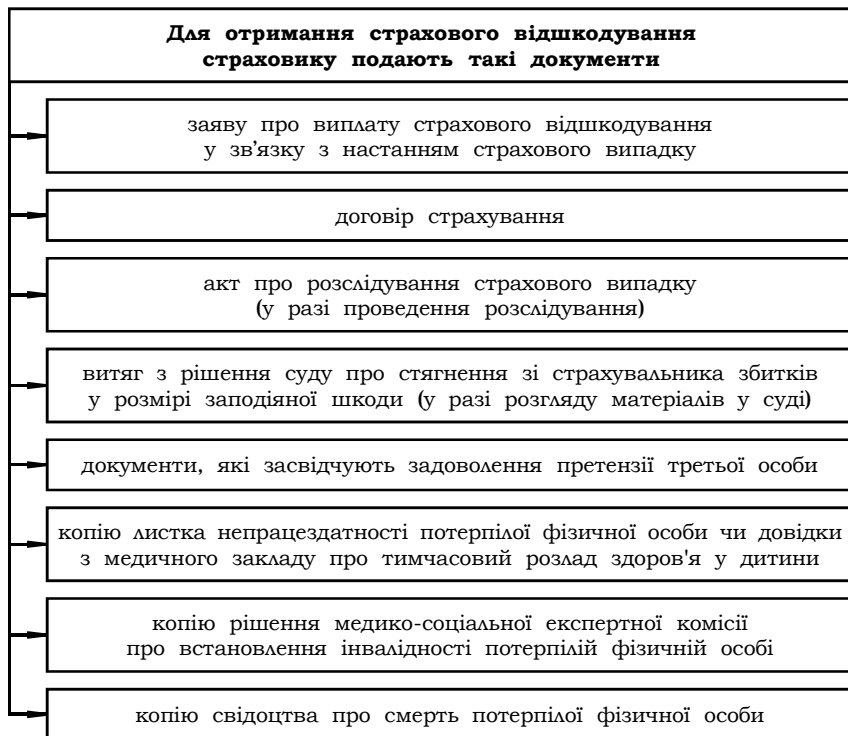 Для отримання страхового відшкодування
страховику подають такі документи
заяву про виплату страхового відшкодування
у зв'язку з настанням страхового випадку
договір страхування
акт про розслідування страхового випадку
(у разі проведення розслідування)
витяг з рішення суду про стягнення зі страхувальника збитків
у розмірі заподіяної шкоди (у разі розгляду матеріалів у суді)
документи, які засвідчують задоволення претензії третьої особи
копію листка непрацездатності потерпілої фізичної особи чи довідки
з медичного закладу про тимчасовий розлад здоров'я у дитини
копію рішення медико-соціальної експертної комісії
про встановлення інвалідності потерпілій фізичній особі
копію свідоцтва про смерть потерпілої фізичної особи